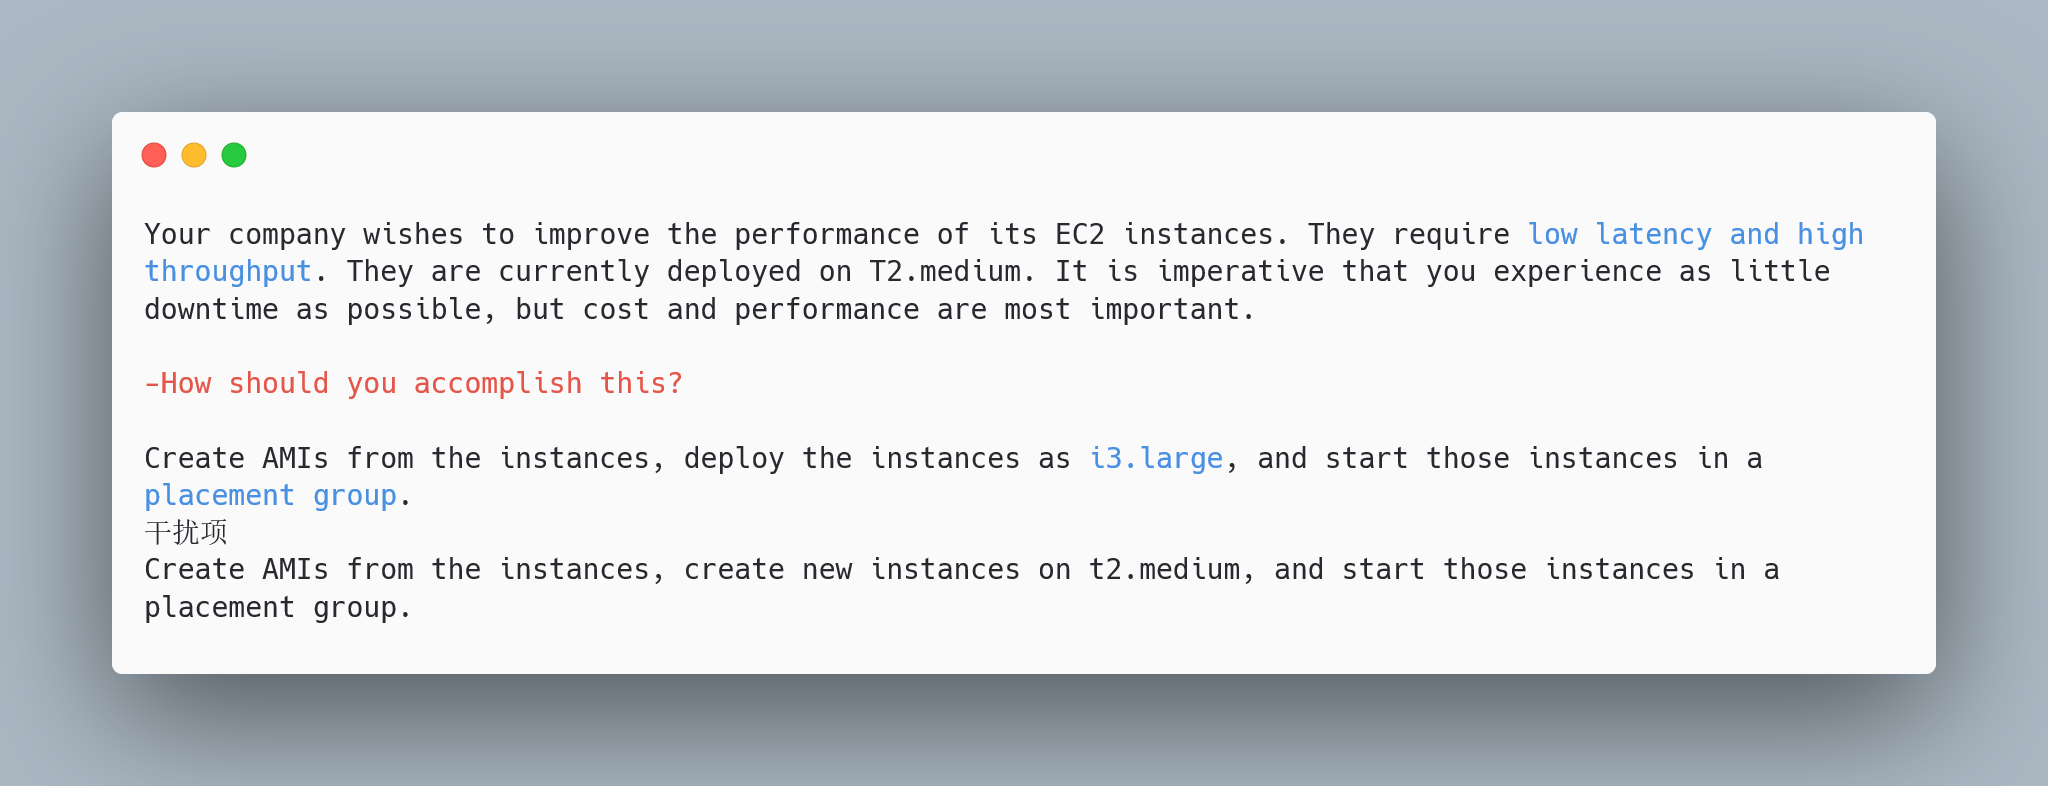 Your company wishes to improve the performance of its EC2 instances. They require low latency and high
throughput. They are currently deployed on T2.medium. It is imperative that you experience as little
downtime as possible, but cost and performance are most important.
-How should you accomplish this?
Create AMIs from the instances, deploy the instances as i3.large, and start those instances in a
placement group.
干扰项
Create AMIs from the instances, create new instances on t2.medium, and start those instances in a
placement group.